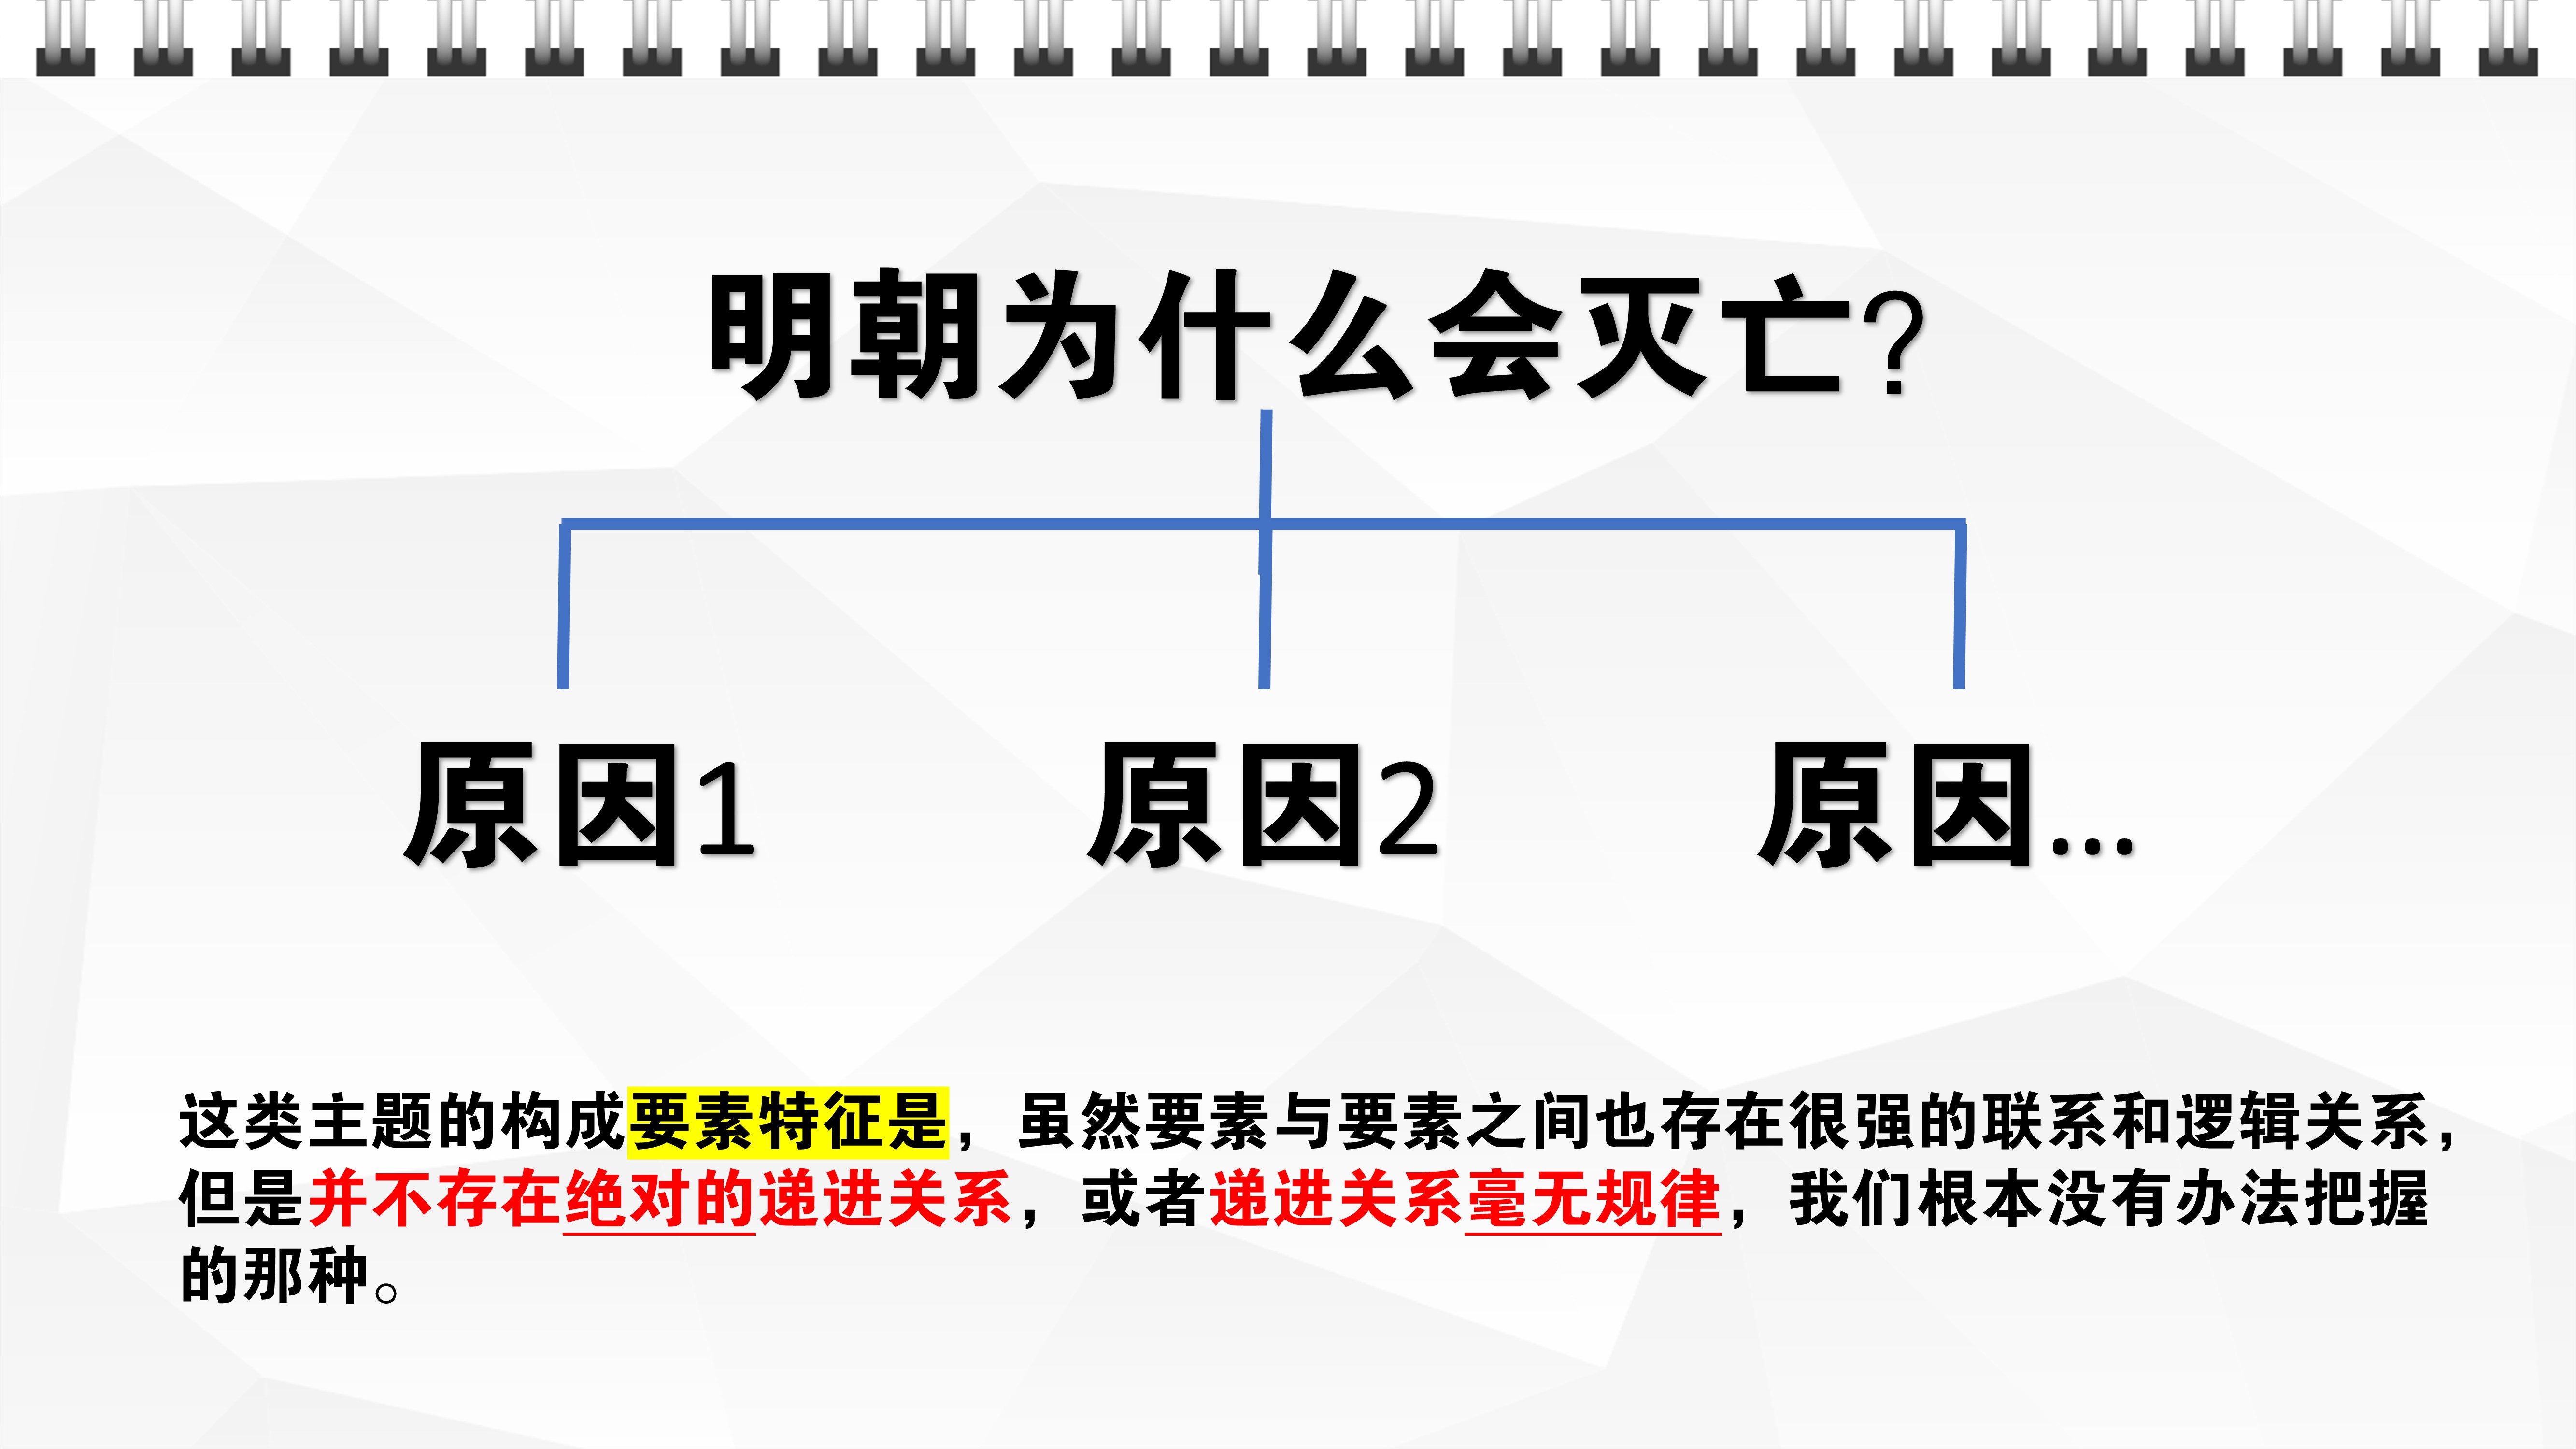 明朝为什么会灭亡?
原因1 原因2 原因...
这类主题的构成要素特征是，虽然要素与要素之间也存在很强的联系和逻辑关系，
但是并不存在绝对的递进关系，或者递进关系毫无规律，我们根本没有办法把握
的那种。